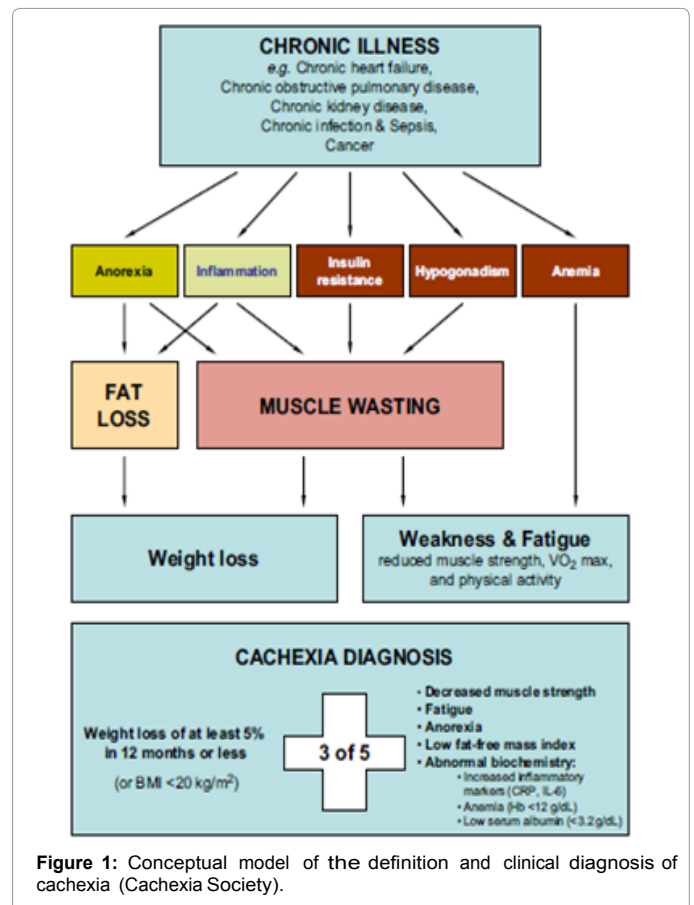 CHRONIC ILLNESS
e.g. Chronic heart failure,
Chronic obstructive pulmonary disease,
Chronic kidney disease,
Chronic infection & Sepsis,
Cancer
Anorexia
Inflammation
Insulin
resistance
Hypogonadism
Anemia
FAT
LOSS
MUSCLE WASTING
Weight loss
Weakness & Fatigue
reduced muscle strength, VO₂ max,
and physical activity
CACHEXIA DIAGNOSIS
Weight loss of at least 5%
in 12 months or less
(or BMI <20 kg/m²)
3 of 5
• Decreased muscle strength
• Fatigue
• Anorexia
• Low fat-free mass index
• Abnormal biochemistry:
• Increased inflammatory
markers (CRP, IL-6)
• Anemia (Hb <12 g/dL)
• Low serum albumin (<3.2 g/dL)
Figure 1: Conceptual model of the definition and clinical diagnosis of
cachexia (Cachexia Society).